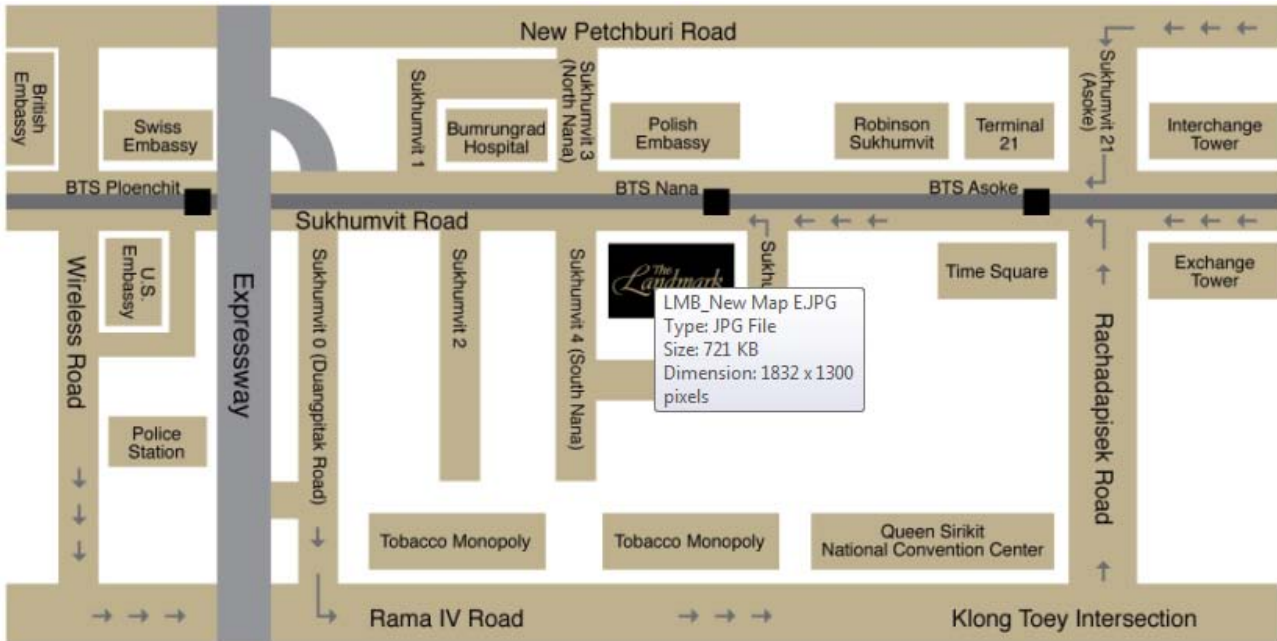 New Petchburi Road
British
Embassy
Swiss
Embassy
Sukhumvit 1
Bumrungrad
Hospital
Sukhumvit 3
(North Nana)
Polish
Embassy
Robinson
Sukhumvit
Terminal
21
Sukhumvit 21
(Asoke)
Interchange
Tower
BTS Ploenchit
BTS Nana
BTS Asoke
Sukhumvit Road
Wireless Road
U.S.
Embassy
Expressway
Sukhumvit 0 (Duangpitak Road)
Sukhumvit 2
Sukhumvit 4 (South Nana)
The
Landmark
Time Square
Exchange
Tower
LMB_New Map E.JPG
Type: JPG File
Size: 721 KB
Dimension: 1832 x 1300
pixels
Rachadapisek Road
Police
Station
Tobacco Monopoly
Tobacco Monopoly
Queen Sirikit
National Convention Center
Rama IV Road
Klong Toey Intersection